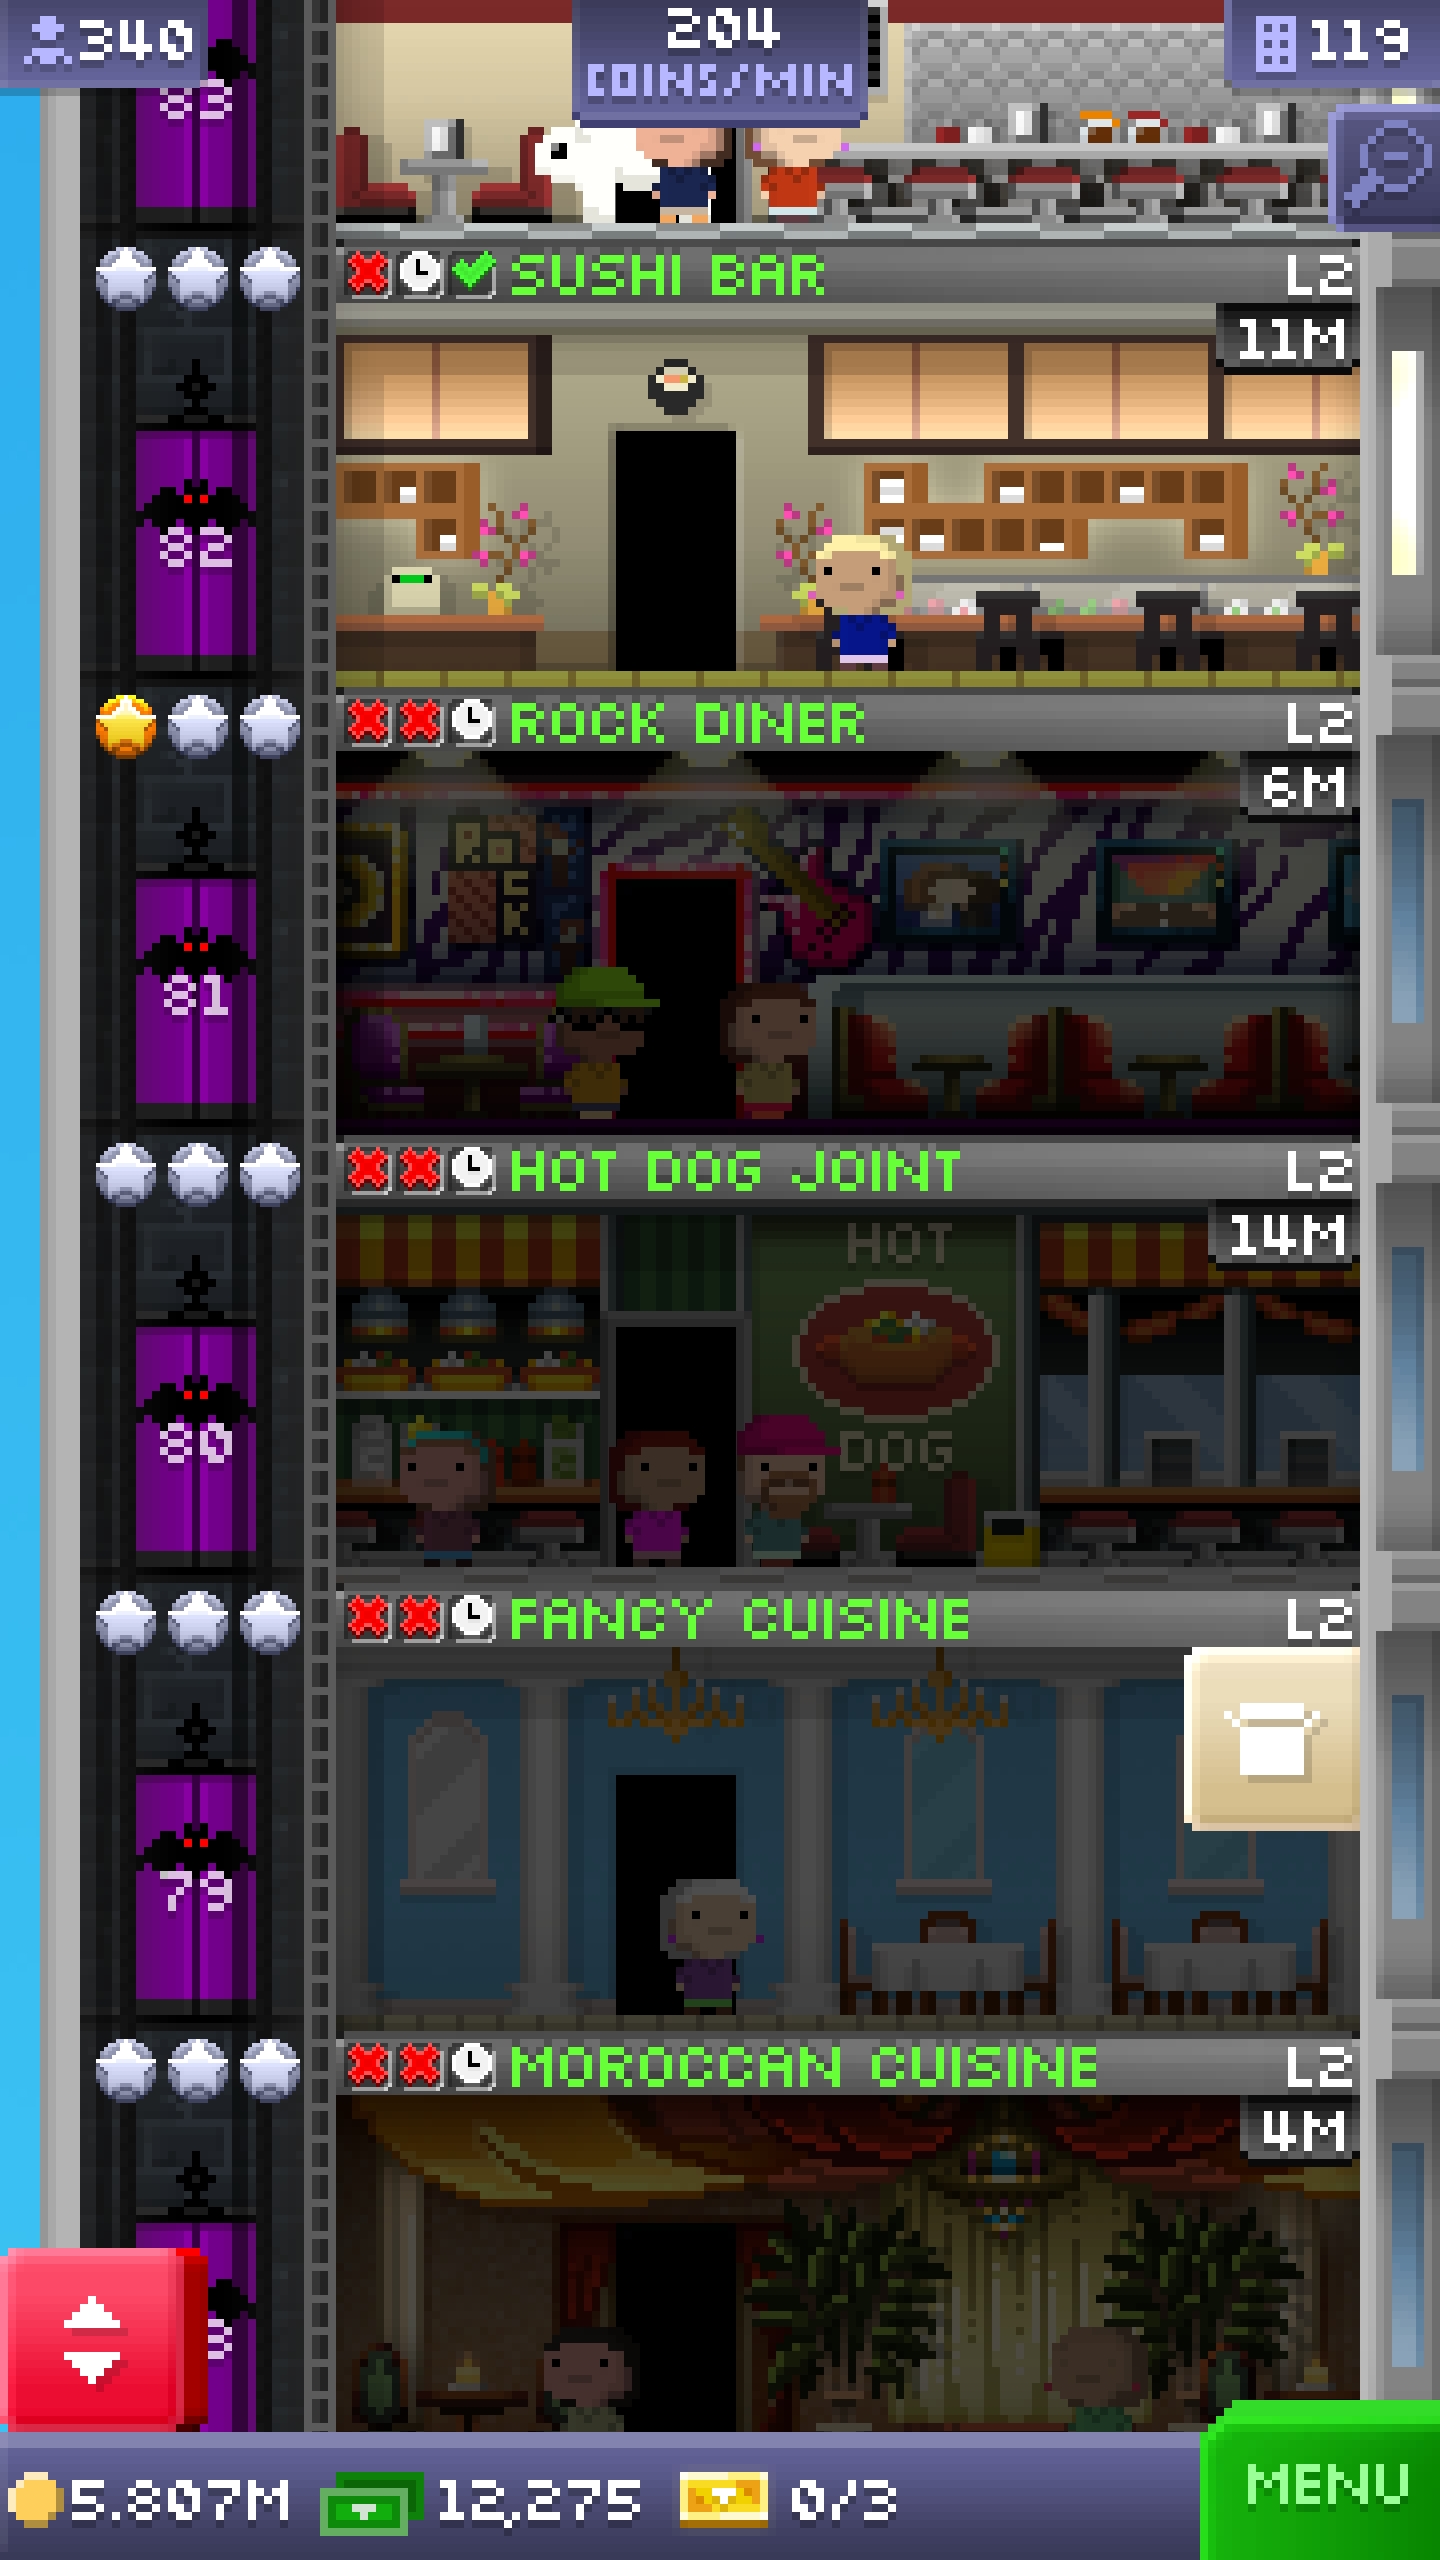 340
204
COINS/MIN
119
83
SUSHI BAR
L2
11M
82
ROCK DINER
L2
6M
ROCK
81
HOT DOG JOINT
L2
14M
HOT
DOG
80
FANCY CUISINE
L2
79
MOROCCAN CUISINE
L2
4M
5.807M
12,275
0/3
MENU